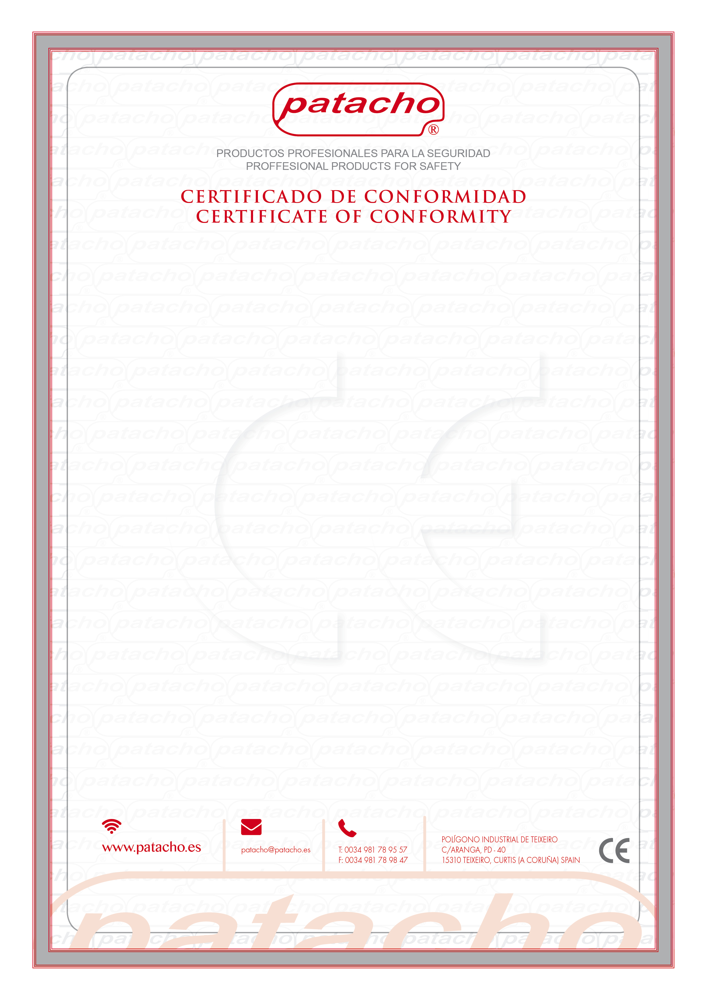 patacho
®
PRODUCTOS PROFESIONALES PARA LA SEGURIDAD
PROFFESIONAL PRODUCTS FOR SAFETY
CERTIFICADO DE CONFORMIDAD
CERTIFICATE OF CONFORMITY
CE
www.patacho.es
patacho@patacho.es
T: 0034 981 78 95 57
F: 0034 981 78 98 47
POLÍGONO INDUSTRIAL DE TEIXEIRO
C/ARANGA, PD - 40
15310 TEIXEIRO, CURTIS (A CORUÑA) SPAIN
CE
patacho